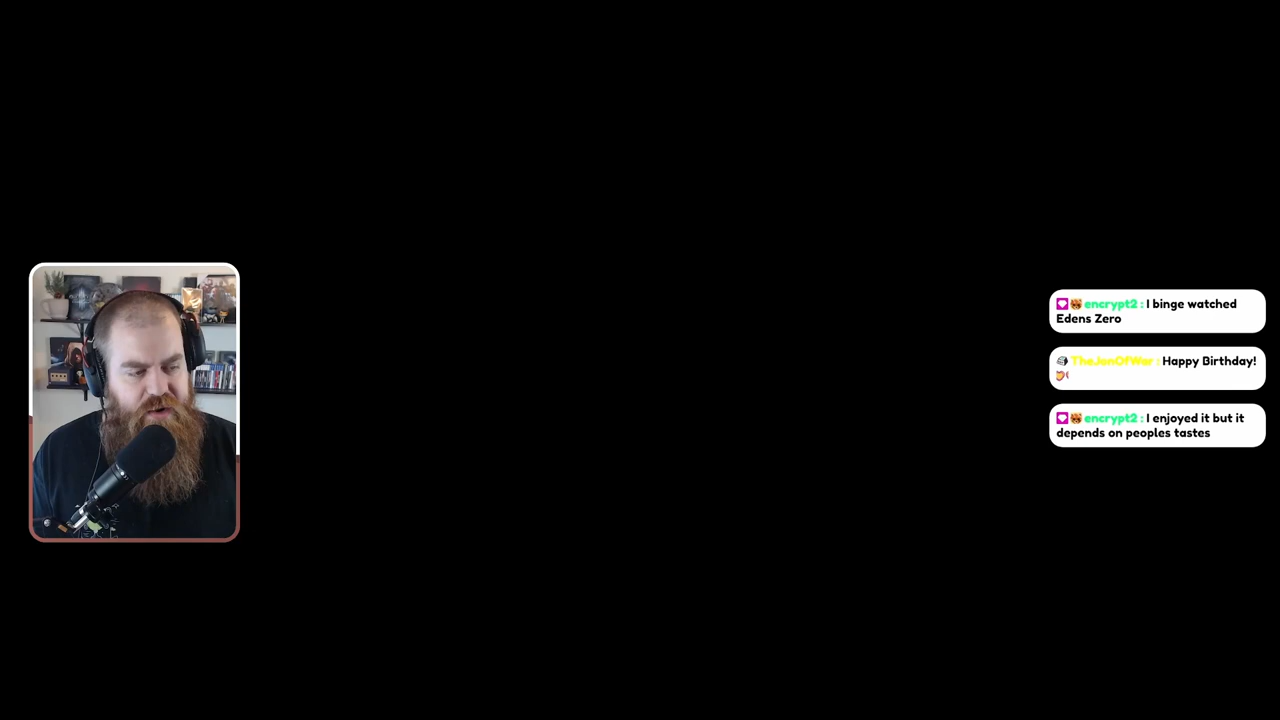 encrypt2 : I binge watched
Edens Zero
TheJonOfWar : Happy Birthday!
encrypt2 : I enjoyed it but it
depends on peoples tastes